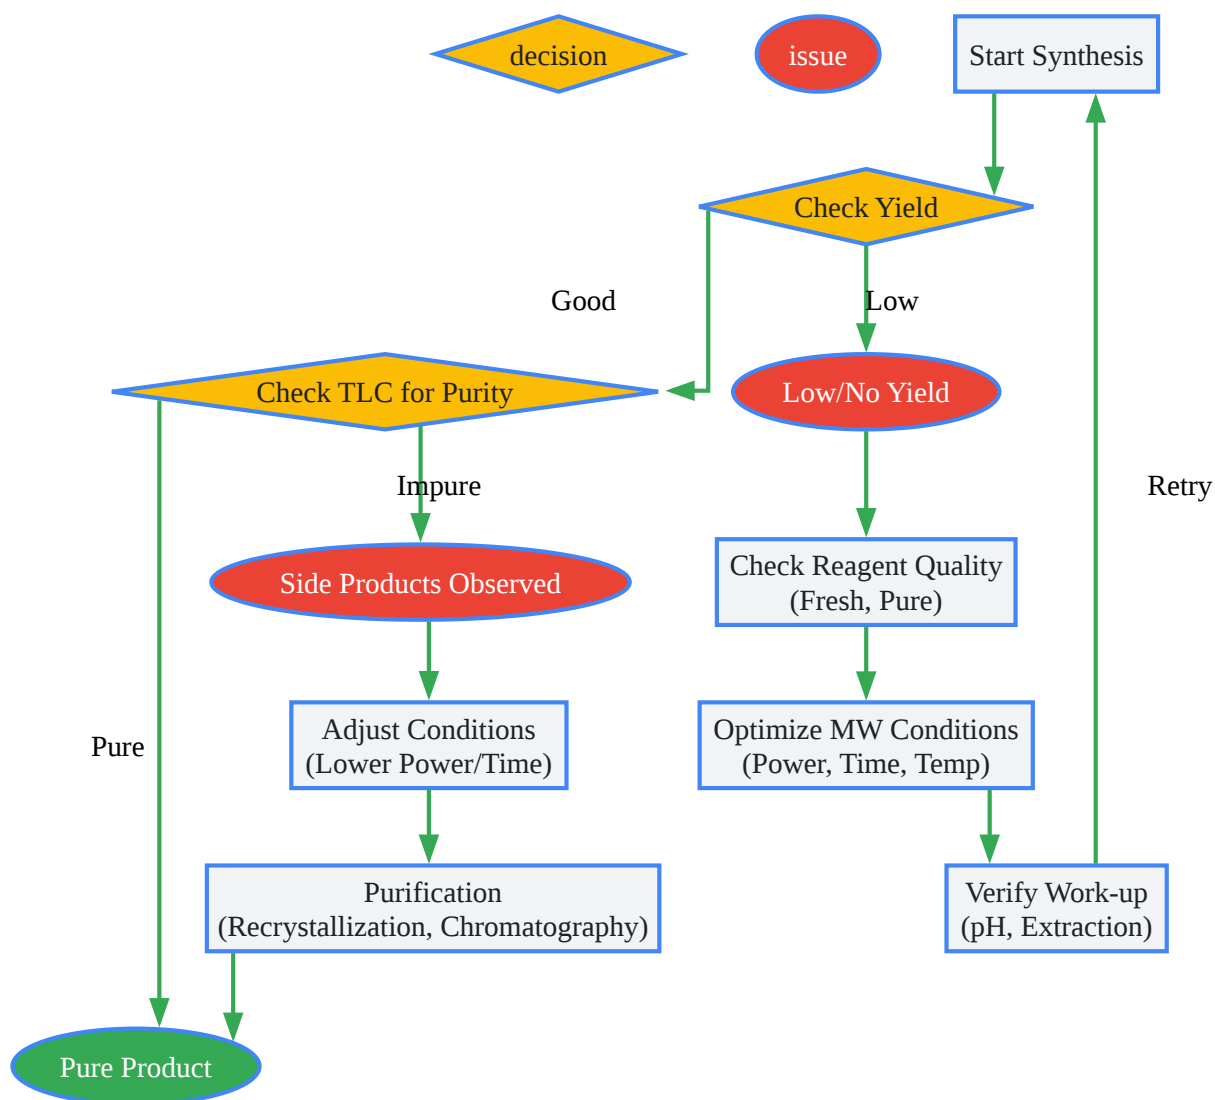 decision
issue
Start Synthesis
Check Yield
Good
Low
Check TLC for Purity
Low/No Yield
Impure
Retry
Check Reagent Quality
(Fresh, Pure)
Side Products Observed
Pure
Adjust Conditions
(Lower Power/Time)
Optimize MW Conditions
(Power, Time, Temp)
Purification
(Recrystallization, Chromatography)
Verify Work-up
(pH, Extraction)
Pure Product